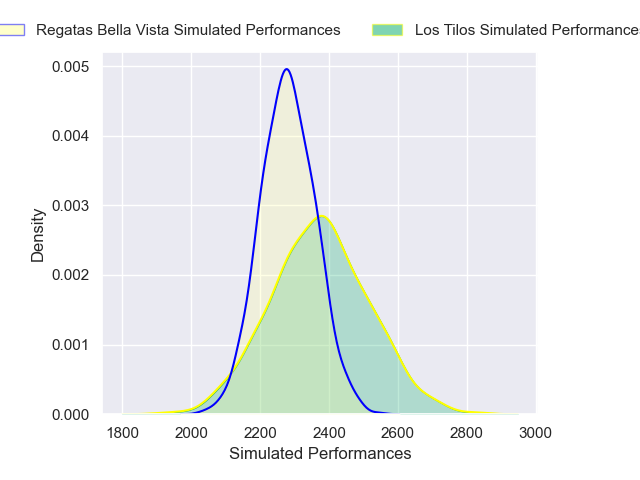 Regatas Bella Vista Simulated Performances
Los Tilos Simulated Performance
0.005
0.004
0.003
0.002
0.001
0.000
Density
1800 2000 2200 2400 2600 2800 3000
Simulated Performances